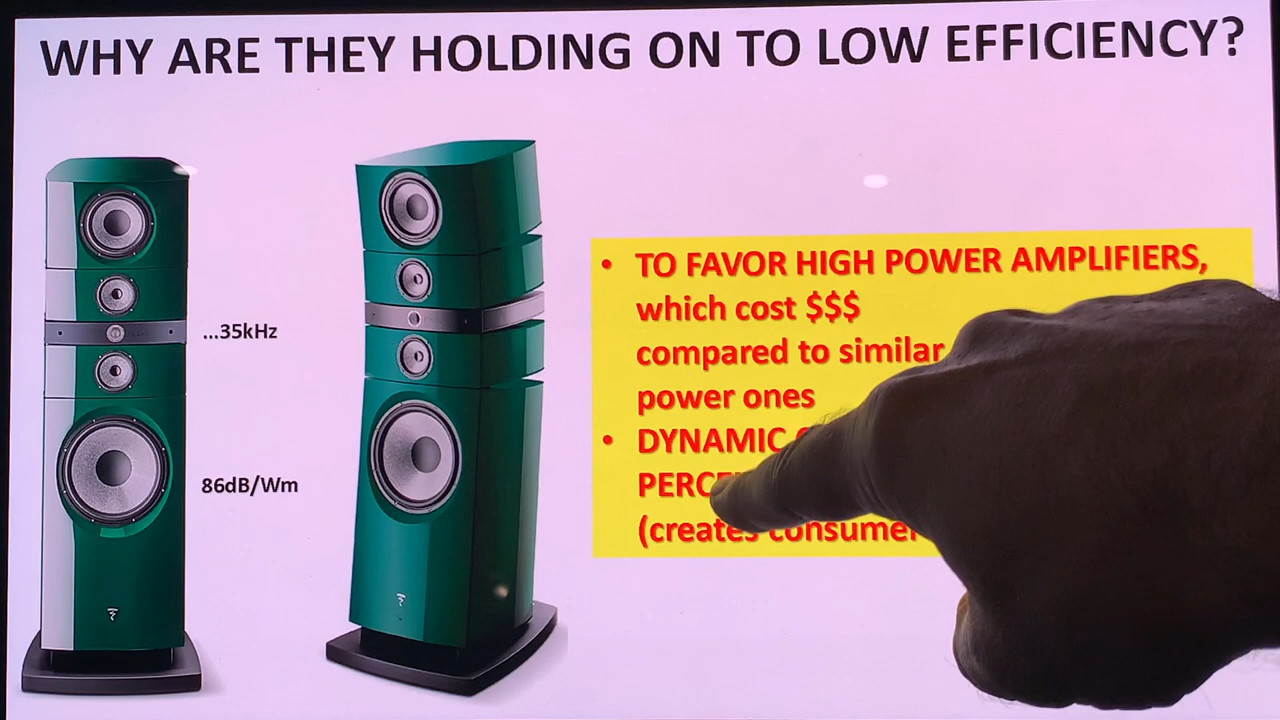 WHY ARE THEY HOLDING ON TO LOW EFFICIENCY?
...35kHz
86dB/Wm
• TO FAVOR HIGH POWER AMPLIFIERS,
which cost $$$
compared to similar
power ones
• DYNAMIC
(creates consumer